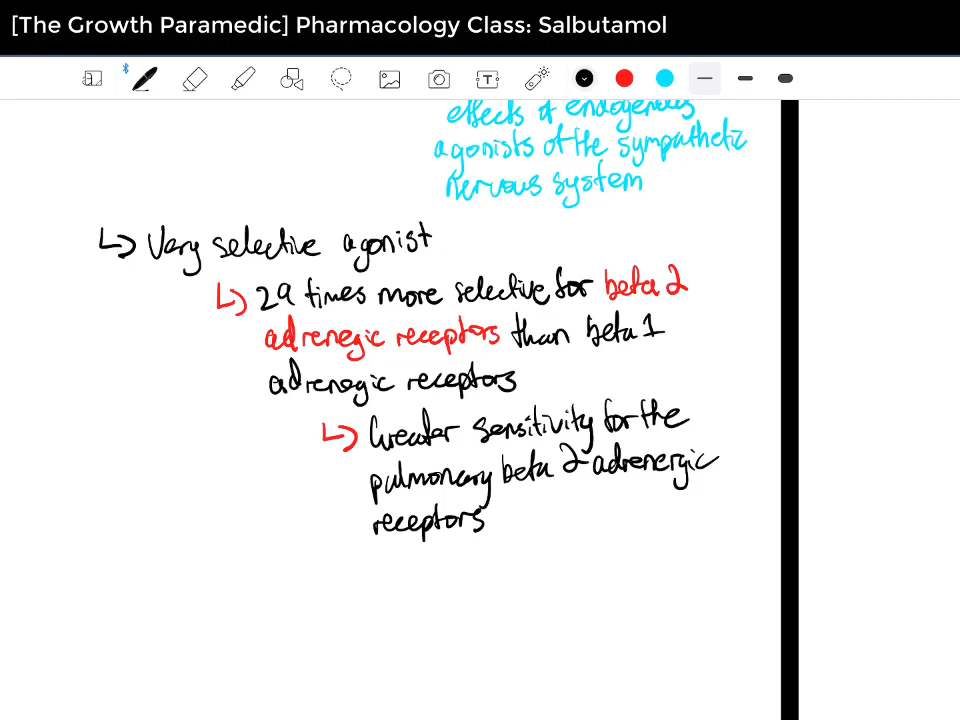 [The Growth Paramedic] Pharmacology Class: Salbutamol
effects of endogenous
agonists of the sympathetic
nervous system
↳ Very selective agonist
↳ 29 times more selective for beta 2
adrenegic receptors than beta 1
adrenegic receptors
↳ Greater sensitivity for the
pulmonary beta 2 adrenergic
receptors